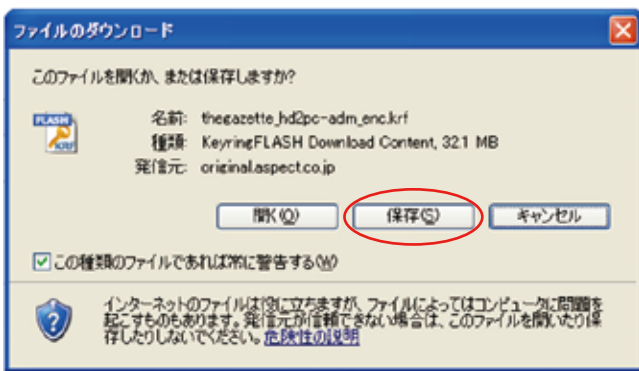 ファイルのダウンロード
このファイルを開くか、または保存しますか?
FLASH
KRF
名前: thegazette_hd2pc-adm_enc.krf
種類: KeyringFLASH Download Content, 32.1 MB
発信元: original.aspect.co.jp
開く(O) 保存(S) キャンセル
この種類のファイルであれば常に警告する(W)
インターネットのファイルは役に立ちますが、ファイルによってはコンピュータに問題を
起こすものもあります。発信元が信頼できない場合は、このファイルを開いたり保
存したりしないでください。危険性の説明